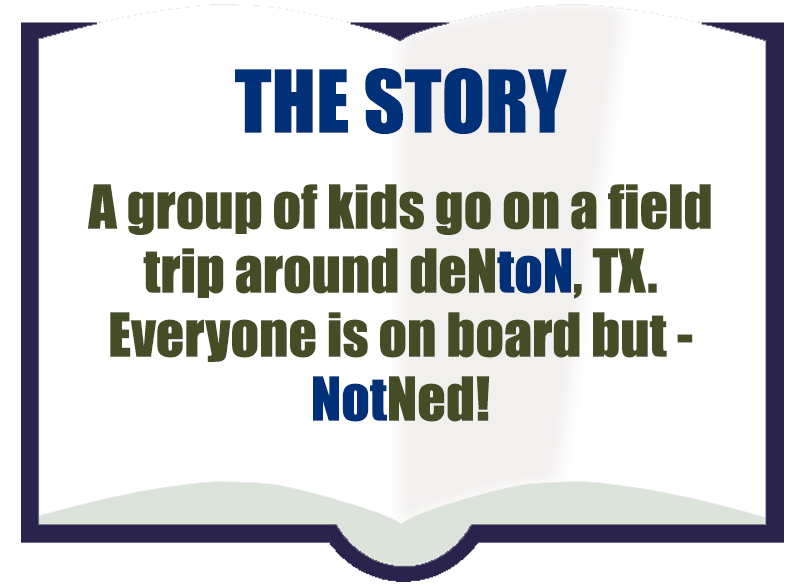 THE STORY
A group of kids go on a field
trip around deNtoN, TX.
Everyone is on board but -
NotNed!